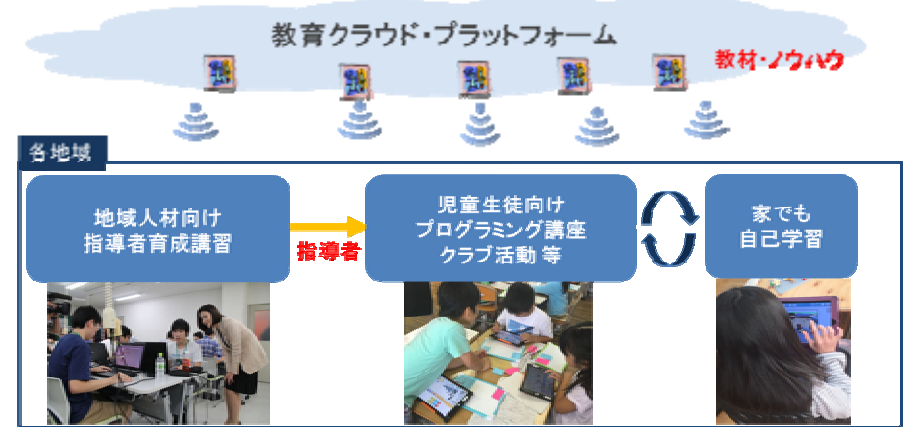 教育クラウド・プラットフォーム
教材・ノウハウ
各地域
地域人材向け
指導者育成講習
指導者
児童生徒向け
プログラミング講座
クラブ活動 等
家でも
自己学習